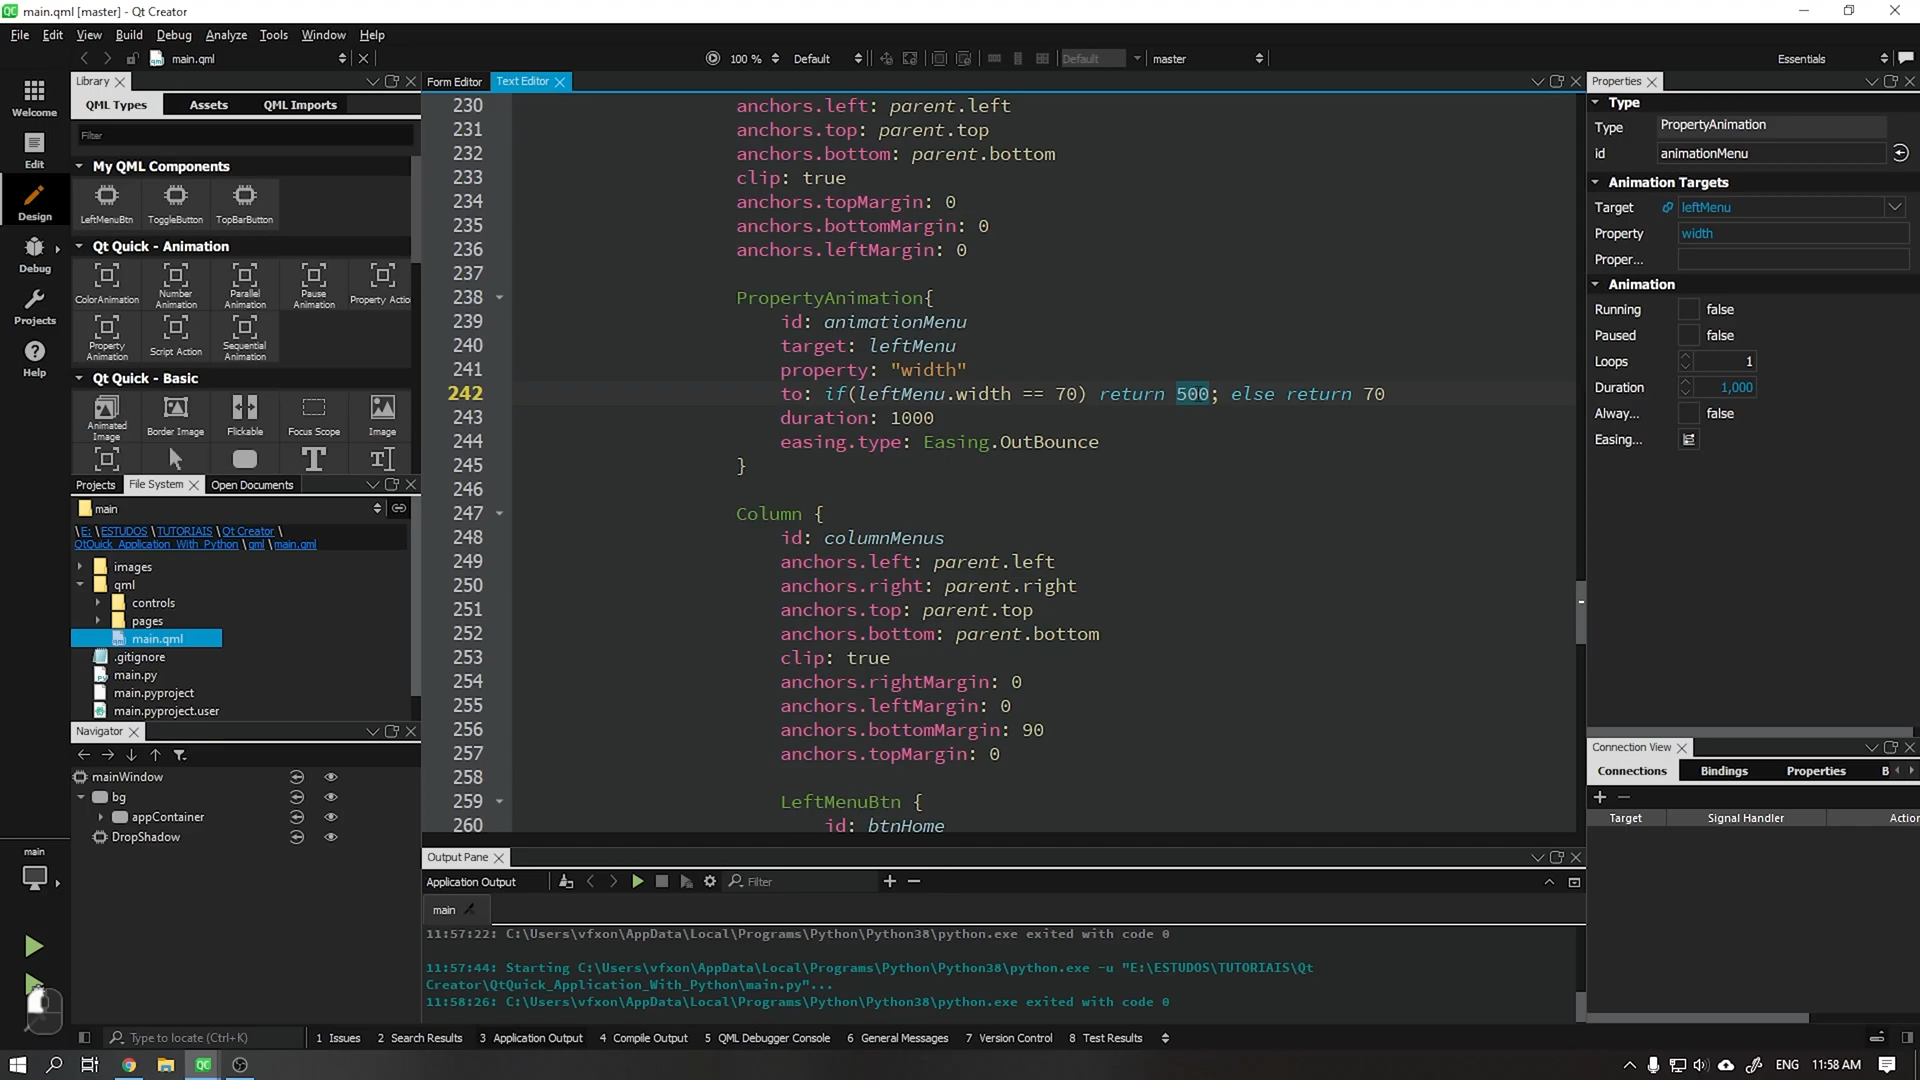 main.qml [master] - Qt Creator
File Edit View Build Debug Analyze Tools Window Help
main.qml 100 % Default Default master Essentials
Library
QML Types Assets QML Imports
Filter
My QML Components
LeftMenuBtn ToggleButton TopBarButton
Qt Quick - Animation
ColorAnimation Number Animation Parallel Animation Pause Animation Property Actio
Property Animation Script Action Sequential Animation
Qt Quick - Basic
Animated Image Border Image Flickable Focus Scope Image
Welcome
Edit
Design
Debug
Projects
Help
Projects File System Open Documents
main
\E: \ESTUDOS \TUTORIAIS \Qt Creator \
QtQuick_Application_With_Python \qml \main.qml
images
qml
controls
pages
main.qml
.gitignore
main.py
main.pyproject
main.pyproject.user
Navigator
mainWindow
bg
appContainer
DropShadow
main
Form Editor Text Editor
230 anchors.left: parent.left
231 anchors.top: parent.top
232 anchors.bottom: parent.bottom
233 clip: true
234 anchors.topMargin: 0
235 anchors.bottomMargin: 0
236 anchors.leftMargin: 0
237
238 PropertyAnimation{
239 id: animationMenu
240 target: leftMenu
241 property: "width"
242 to: if(leftMenu.width == 70) return 500; else return 70
243 duration: 1000
244 easing.type: Easing.OutBounce
245 }
246
247 Column {
248 id: columnMenus
249 anchors.left: parent.left
250 anchors.right: parent.right
251 anchors.top: parent.top
252 anchors.bottom: parent.bottom
253 clip: true
254 anchors.rightMargin: 0
255 anchors.leftMargin: 0
256 anchors.bottomMargin: 90
257 anchors.topMargin: 0
258
259 LeftMenuBtn {
260 id: btnHome
Output Pane
Application Output Filter
main
11:57:22: C:\Users\vfxon\AppData\Local\Programs\Python\Python38\python.exe exited with code 0
11:57:44: Starting C:\Users\vfxon\AppData\Local\Programs\Python\Python38\python.exe -u "E:\ESTUDOS\TUTORIAIS\Qt
Creator\QtQuick_Application_With_Python\main.py"...
11:58:26: C:\Users\vfxon\AppData\Local\Programs\Python\Python38\python.exe exited with code 0
Properties
Type
Type PropertyAnimation
id animationMenu
Animation Targets
Target leftMenu
Property width
Proper...
Animation
Running false
Paused false
Loops 1
Duration 1,000
Alway... false
Easing...
Connection View
Connections Bindings Properties B
Target Signal Handler Action
Type to locate (Ctrl+K) 1 Issues 2 Search Results 3 Application Output 4 Compile Output 5 QML Debugger Console 6 General Messages 7 Version Control 8 Test Results
ENG 11:58 AM